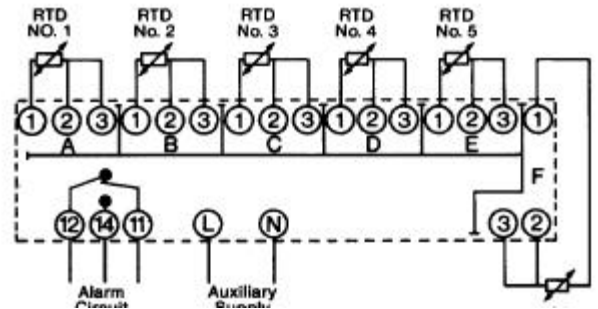 RTD RTD RTD RTD RTD
NO. 1 No. 2 No. 3 No. 4 No. 5
1 2 3 1 2 3 1 2 3 1 2 3 1 2 3 1
A B C D E
F
12 14 11 L N 3 2
Alarm Auxiliary
Circuit Supply